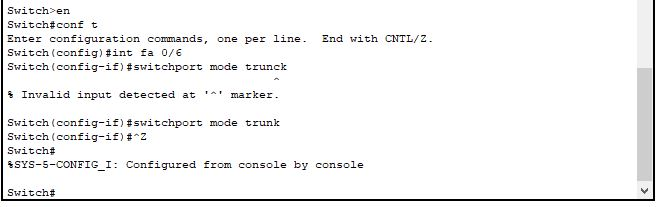 Switch>en
Switch#conf t
Enter configuration commands, one per line.  End with CNTL/Z.
Switch(config)#int fa 0/6
Switch(config-if)#switchport mode trunck
                                      ^
% Invalid input detected at '^' marker.

Switch(config-if)#switchport mode trunk
Switch(config-if)#^Z
Switch#
%SYS-5-CONFIG_I: Configured from console by console

Switch#